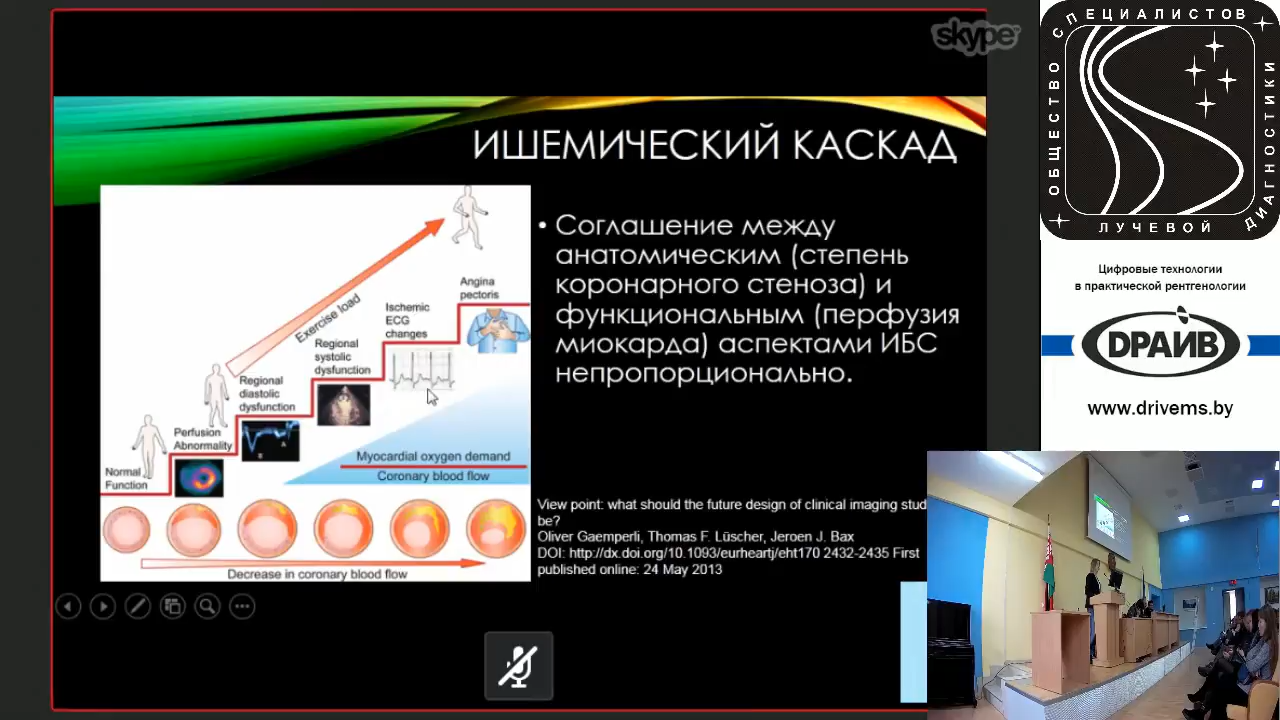 skype
ИШЕМИЧЕСКИЙ КАСКАД
Exercise load
Angina
pectoris
Ischemic
ECG
changes
Regional
systolic
dysfunction
Regional
diastolic
dysfunction
Perfusion
Abnormality
Normal
Function
Myocardial oxygen demand
Coronary blood flow
Decrease in coronary blood flow
• Соглашение между
анатомическим (степень
коронарного стеноза) и
функциональным (перфузия
миокарда) аспектами ИБС
непропорционально.
View point: what should the future design of clinical imaging stud
be?
Oliver Gaemperli, Thomas F. Lüscher, Jeroen J. Bax
DOI: http://dx.doi.org/10.1093/eurheartj/eht170 2432-2435 First
published online: 24 May 2013
ОБЩЕСТВО
СПЕЦИАЛИСТОВ
ЛУЧЕВОЙ
ДИАГНОСТИКИ
Цифровые технологии
в практической рентгенологии
ДРАЙВ
www.drivems.by